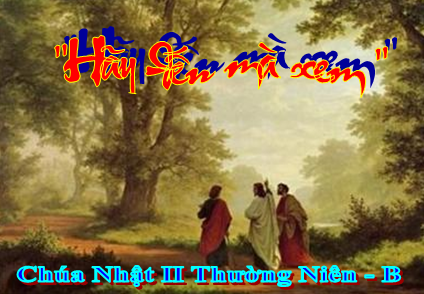 "Hãy đến mà xem"
Chúa Nhật II Thường Niên - B